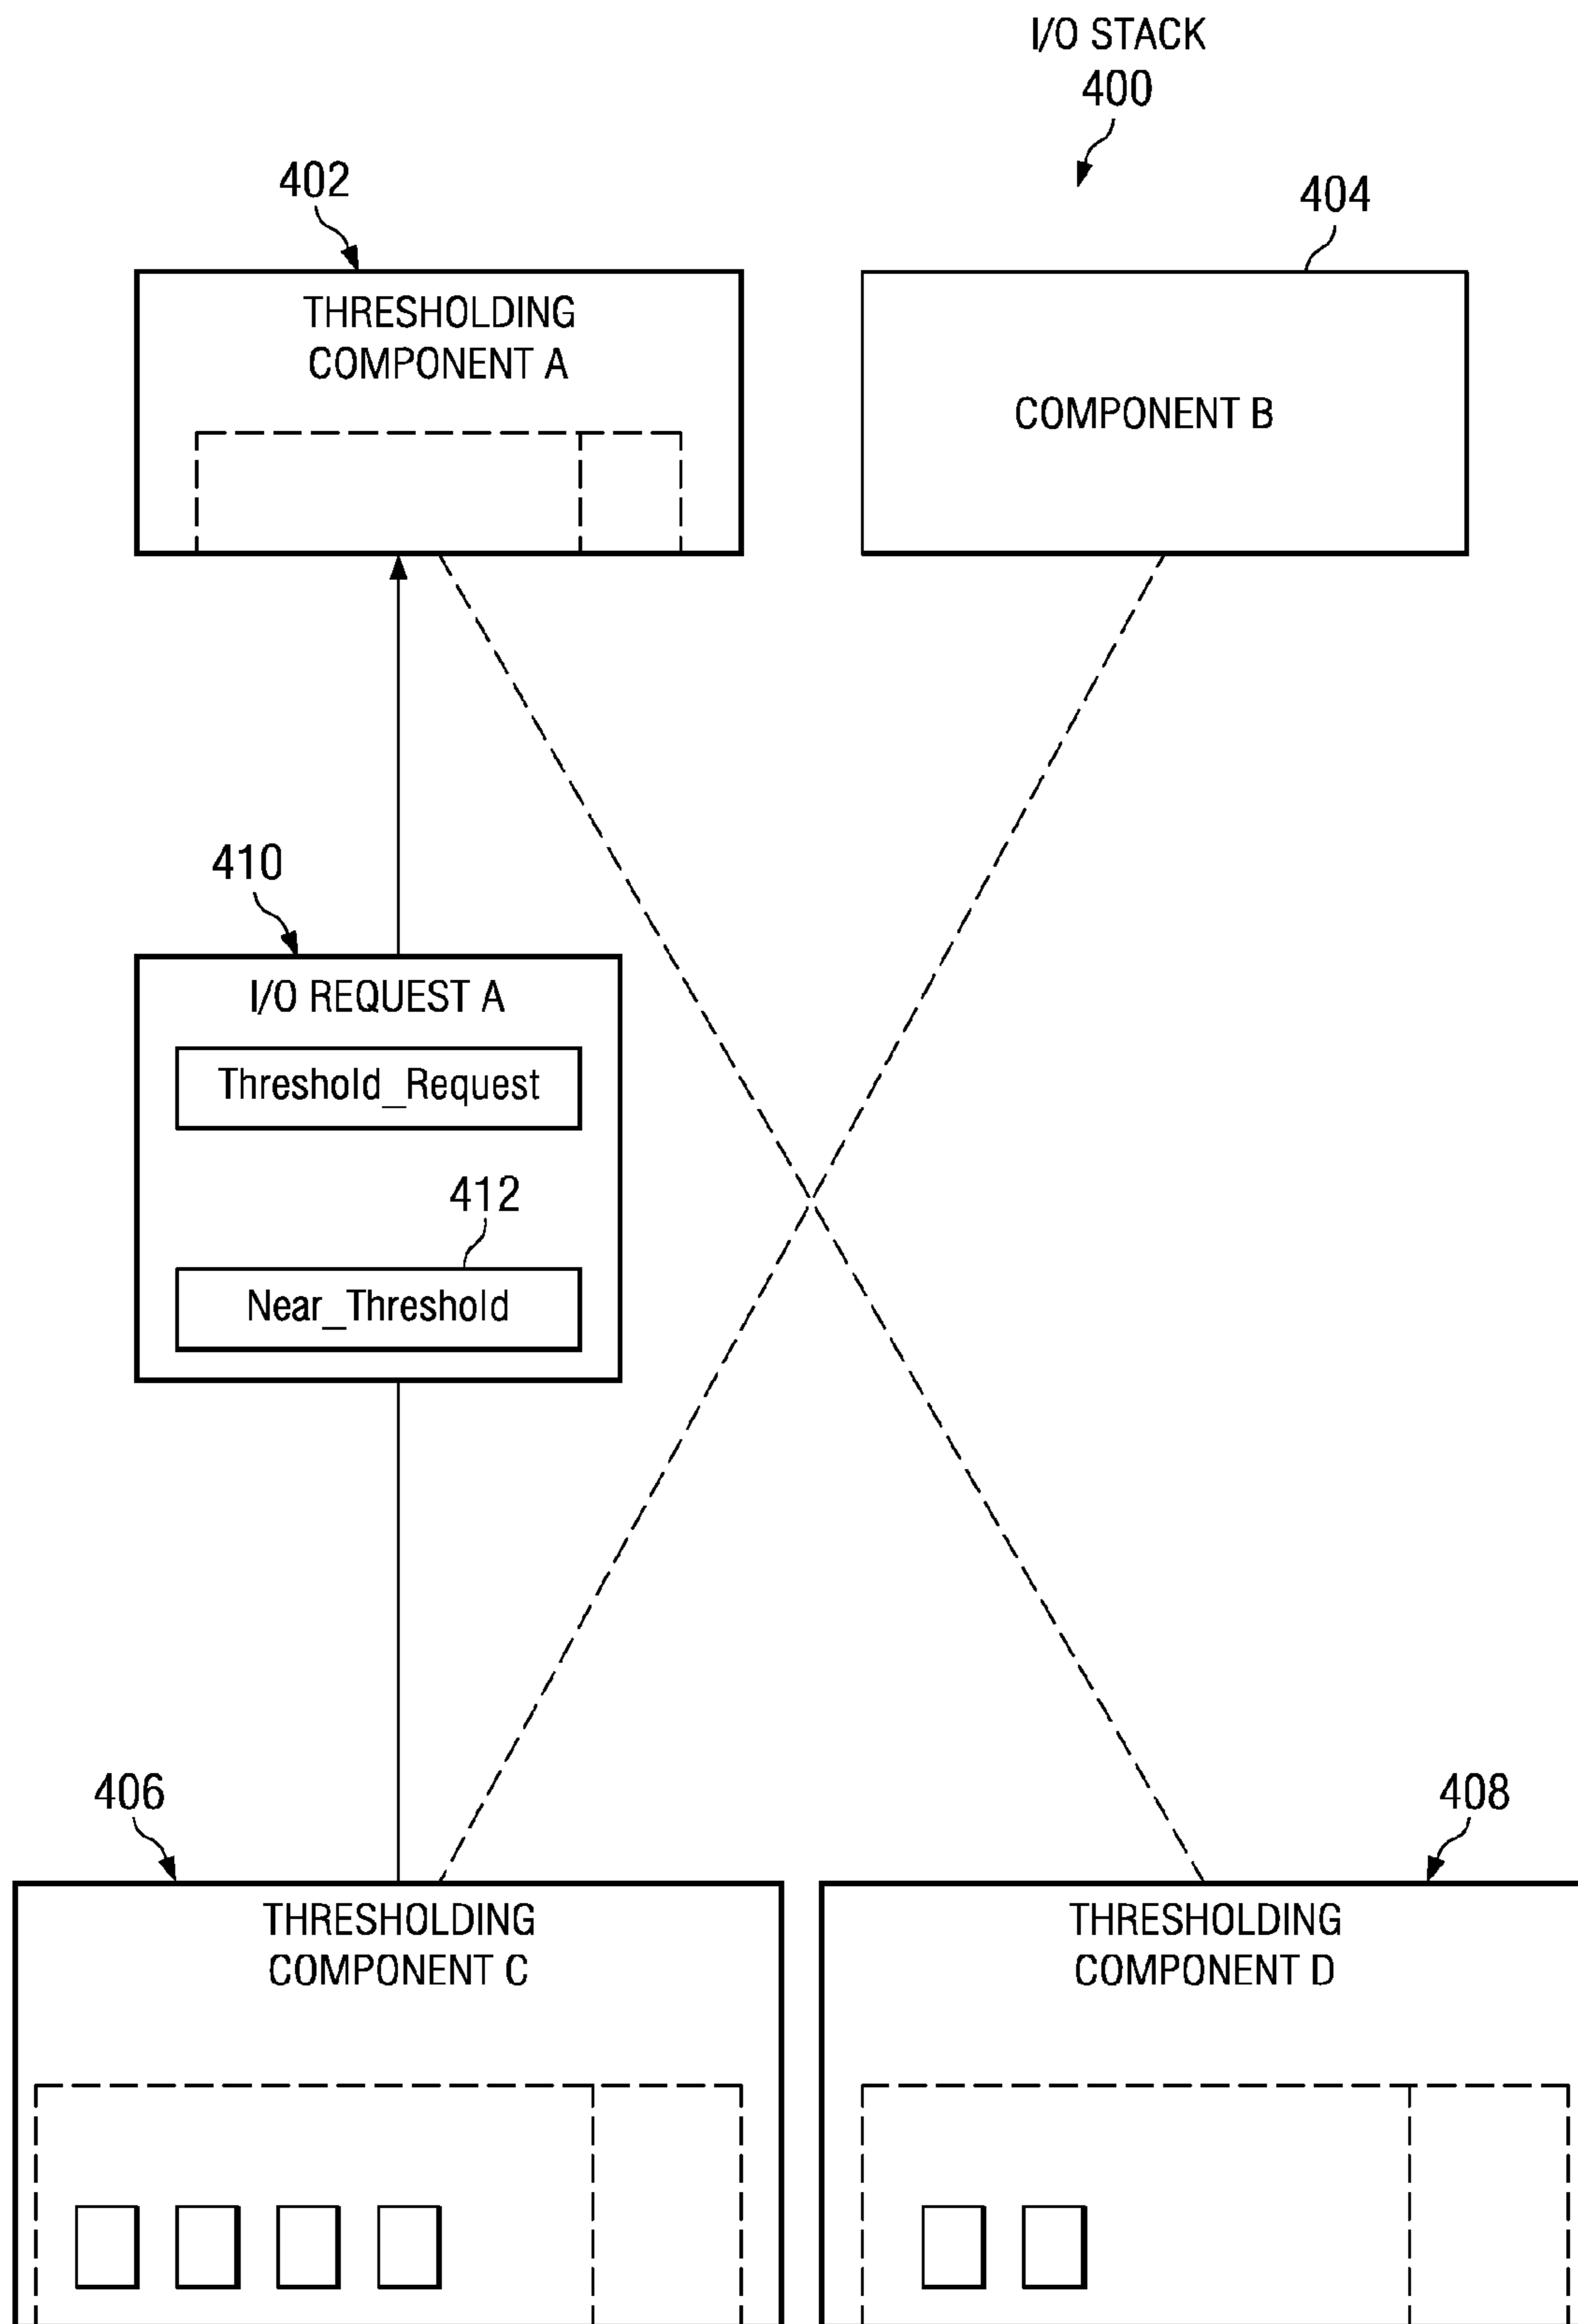 I/O STACK
400
402
404
THRESHOLDING
COMPONENT A
COMPONENT B
410
I/O REQUEST A
Threshold_Request
412
Near_Threshold
406
408
THRESHOLDING
COMPONENT C
THRESHOLDING
COMPONENT D